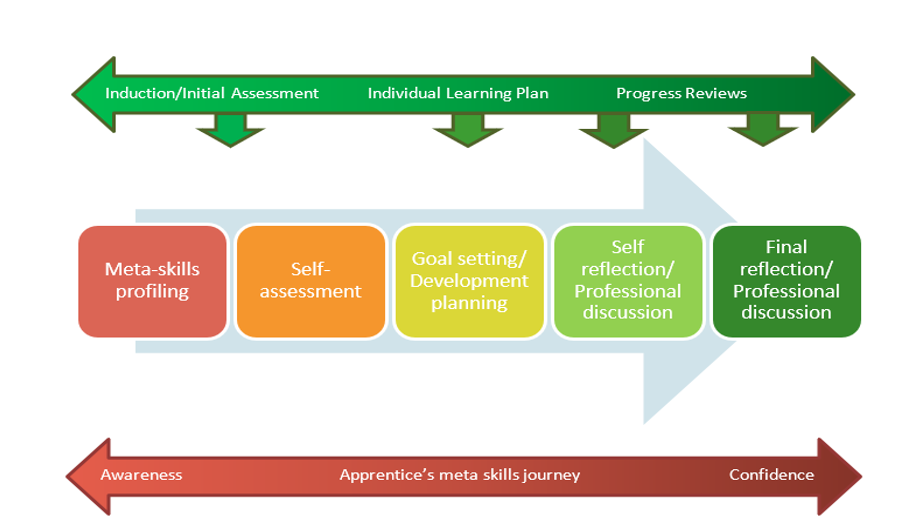 Induction/Initial Assessment
Individual Learning Plan
Progress Reviews
Meta-skills
profiling
Self-
assessment
Goal setting/
Development
planning
Self
reflection/
Professional
discussion
Final
reflection/
Professional
discussion
Awareness
Apprentice's meta skills journey
Confidence